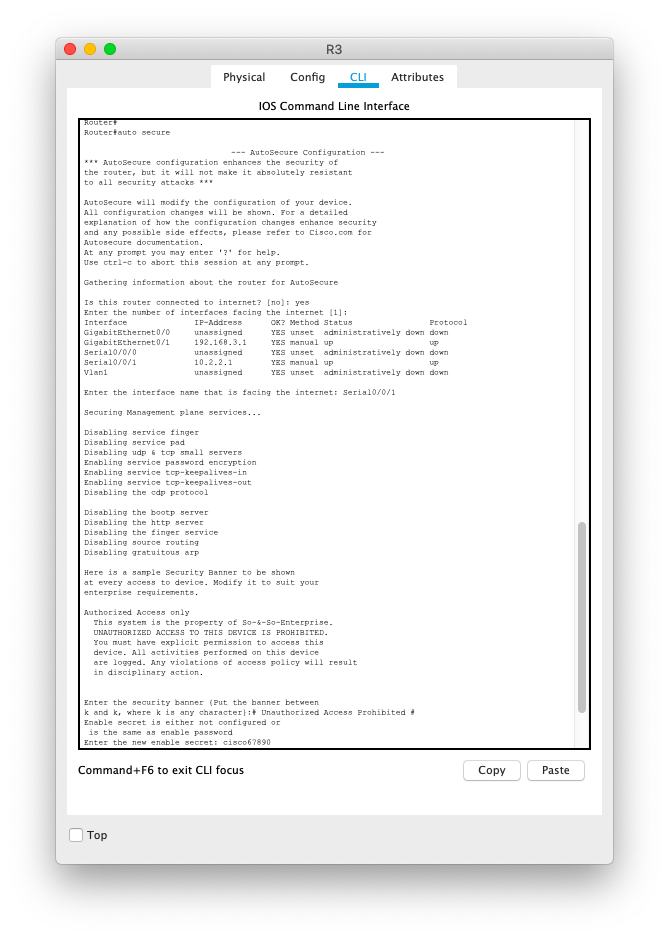 R3
Physical Config CLI Attributes
IOS Command Line Interface
Router#
Router#auto secure
--- AutoSecure Configuration ---
*** AutoSecure configuration enhances the security of
the router, but it will not make it absolutely resistant
to all security attacks ***
AutoSecure will modify the configuration of your device.
All configuration changes will be shown. For a detailed
explanation of how the configuration changes enhance security
and any possible side effects, please refer to Cisco.com for
Autosecure documentation.
At any prompt you may enter '?' for help.
Use ctrl-c to abort this session at any prompt.
Gathering information about the router for AutoSecure
Is this router connected to internet? [no]: yes
Enter the number of interfaces facing the internet [1]:
Interface IP-Address OK? Method Status Protocol
GigabitEthernet0/0 unassigned YES unset administratively down down
GigabitEthernet0/1 192.168.3.1 YES manual up up
Serial0/0/0 unassigned YES unset administratively down down
Serial0/0/1 10.2.2.1 YES manual up up
Vlan1 unassigned YES unset administratively down down
Enter the interface name that is facing the internet: Serial0/0/1
Securing Management plane services...
Disabling service finger
Disabling service pad
Disabling udp & tcp small servers
Enabling service password encryption
Enabling service tcp-keepalives-in
Enabling service tcp-keepalives-out
Disabling the cdp protocol
Disabling the bootp server
Disabling the http server
Disabling the finger service
Disabling source routing
Disabling gratuitous arp
Here is a sample Security Banner to be shown
at every access to device. Modify it to suit your
enterprise requirements.
Authorized Access only
This system is the property of So-&-So-Enterprise.
UNAUTHORIZED ACCESS TO THIS DEVICE IS PROHIBITED.
You must have explicit permission to access this
device. All activities performed on this device
are logged. Any violations of access policy will result
in disciplinary action.
Enter the security banner {Put the banner between
k and k, where k is any character}:# Unauthorized Access Prohibited #
Enable secret is either not configured or
is the same as enable password
Enter the new enable secret: cisco67890
Command+F6 to exit CLI focus
Copy Paste
Top